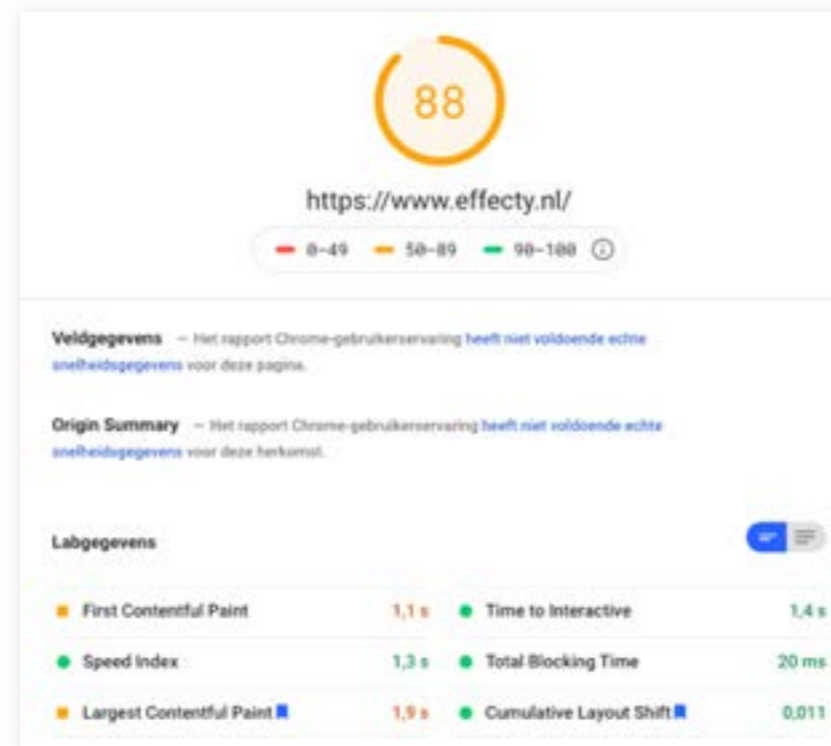 88
https://www.effecty.nl/
0–49 50–89 90–100
Veldgegevens — Het rapport Chrome-gebruikerservaring heeft niet voldoende echte
snelheidsgegevens voor deze pagina.
Origin Summary — Het rapport Chrome-gebruikerservaring heeft niet voldoende echte
snelheidsgegevens voor deze herkomst.
Labgegevens
First Contentful Paint 1,1 s Time to Interactive 1,4 s
Speed Index 1,3 s Total Blocking Time 20 ms
Largest Contentful Paint 1,9 s Cumulative Layout Shift 0,011